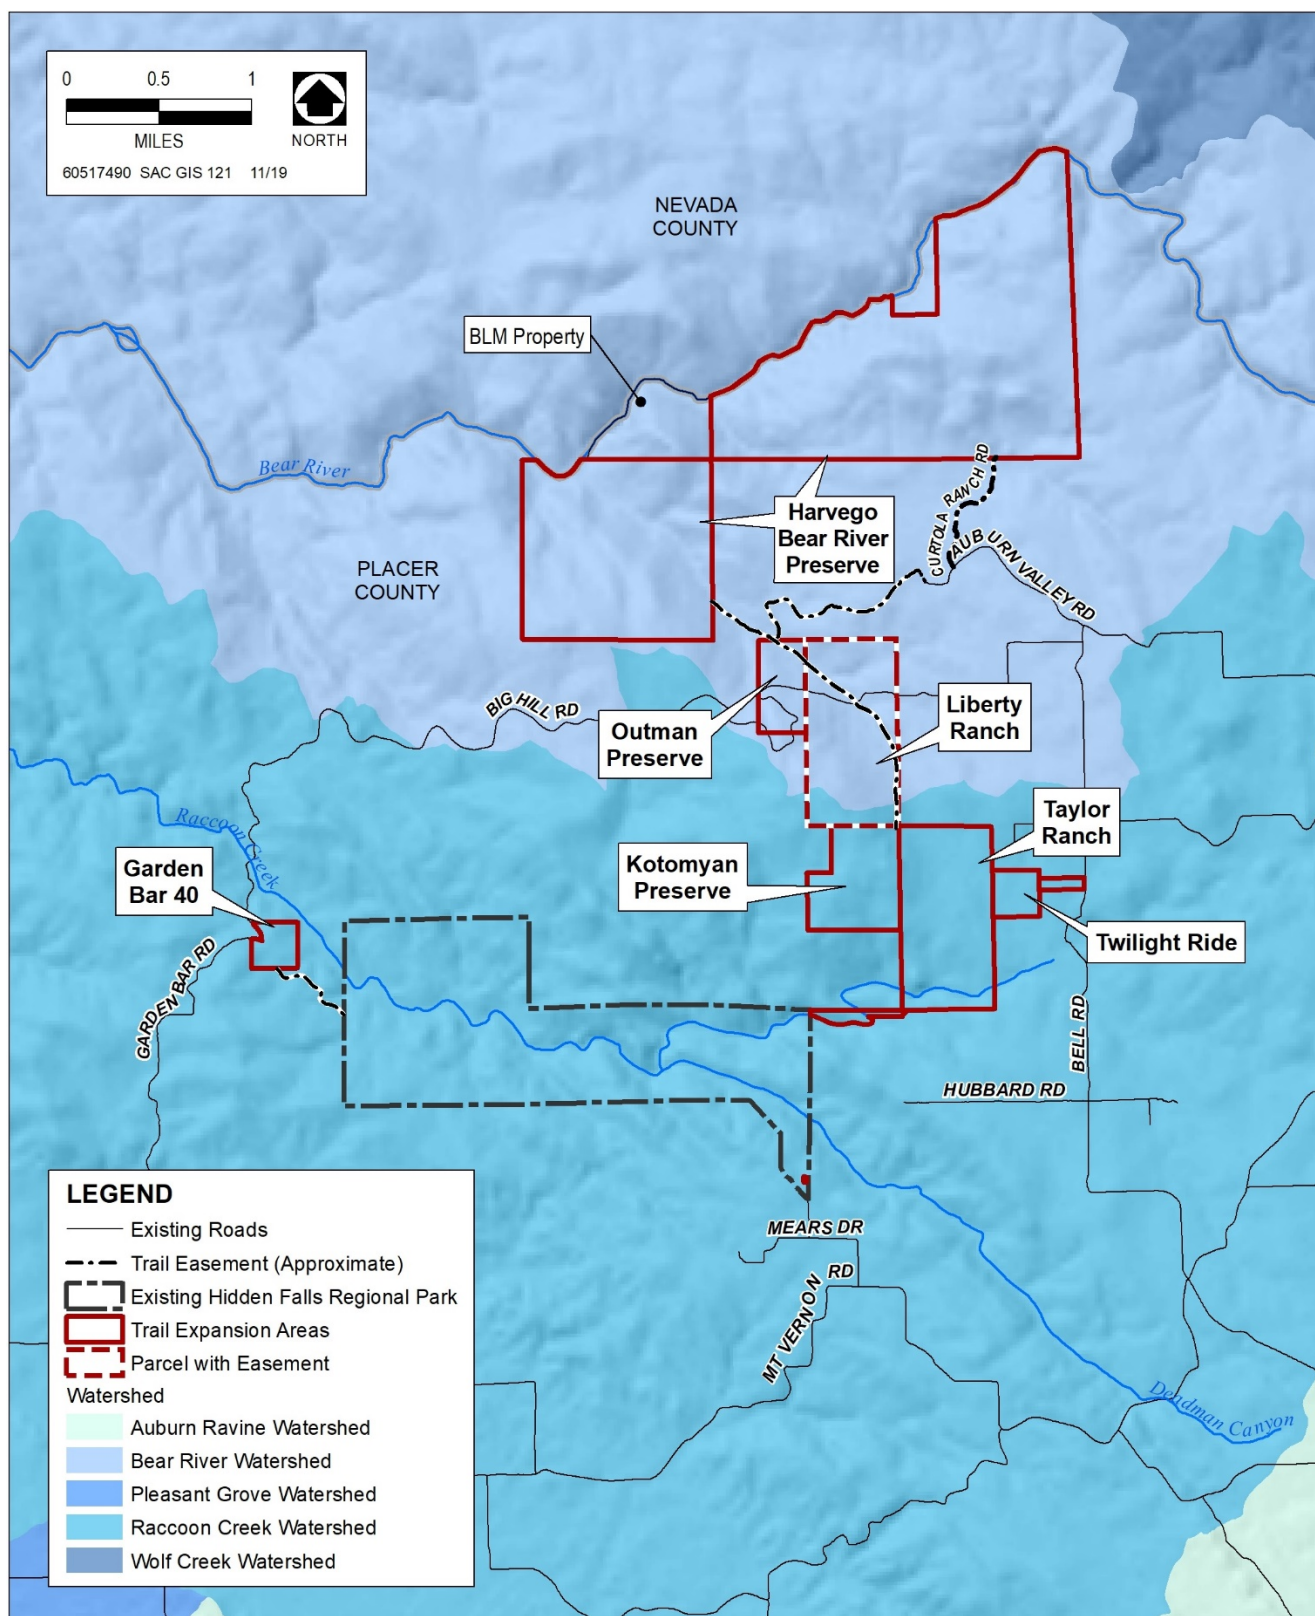 0 0.5 1
MILES
NORTH
60517490 SAC GIS 121 11/19
NEVADA
COUNTY
BLM Property
Bear River
CURTOLA RANCH RD
Harvego
Bear River
Preserve
AUBURN VALLEY RD
PLACER
COUNTY
BIG HILL RD
Outman
Preserve
Liberty
Ranch
Raccoon Creek
Taylor
Ranch
Garden
Bar 40
Kotomyan
Preserve
Twilight Ride
GARDEN BAR RD
BELL RD
HUBBARD RD
MEARS DR
MT VERNON RD
Deadman Canyon
LEGEND
Existing Roads
Trail Easement (Approximate)
Existing Hidden Falls Regional Park
Trail Expansion Areas
Parcel with Easement
Watershed
Auburn Ravine Watershed
Bear River Watershed
Pleasant Grove Watershed
Raccoon Creek Watershed
Wolf Creek Watershed